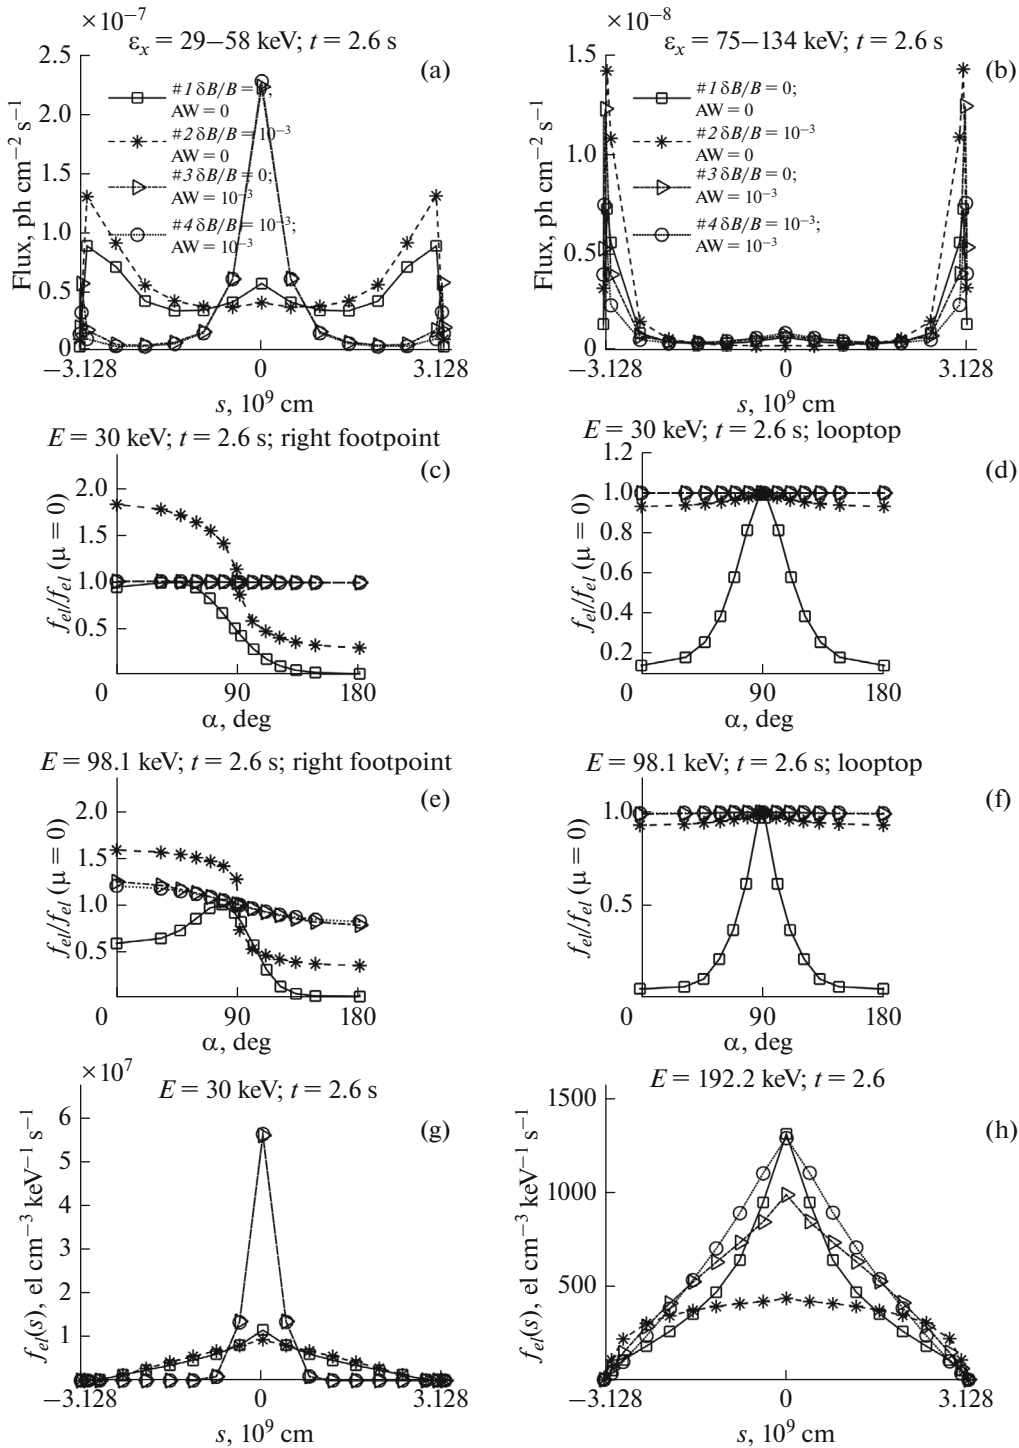 ×10⁻⁷
εₓ = 29–58 keV; t = 2.6 s
(a)
2.5
2.0
1.5
1.0
0.5
0
Flux, ph cm⁻² s⁻¹
#1 δB/B = 0;
AW = 0
#2 δB/B = 10⁻³
AW = 0
#3 δB/B = 0;
AW = 10⁻³
#4 δB/B = 10⁻³;
AW = 10⁻³
−3.128
0
3.128
s, 10⁹ cm
×10⁻⁸
εₓ = 75–134 keV; t = 2.6 s
(b)
1.5
1.0
0.5
0
Flux, ph cm⁻² s⁻¹
#1 δB/B = 0;
AW = 0
#2 δB/B = 10⁻³
AW = 0
#3 δB/B = 0;
AW = 10⁻³
#4 δB/B = 10⁻³;
AW = 10⁻³
−3.128
0
3.128
s, 10⁹ cm
E = 30 keV; t = 2.6 s; right footpoint
(c)
2.0
1.5
1.0
0.5
f_el/f_el (μ = 0)
0
90
180
α, deg
E = 30 keV; t = 2.6 s; looptop
(d)
1.2
1.0
0.8
0.6
0.4
0.2
f_el/f_el (μ = 0)
0
90
180
α, deg
E = 98.1 keV; t = 2.6 s; right footpoint
(e)
2.0
1.5
1.0
0.5
f_el/f_el (μ = 0)
0
90
180
α, deg
E = 98.1 keV; t = 2.6 s; looptop
(f)
1.0
0.5
f_el/f_el (μ = 0)
0
90
180
α, deg
×10⁷
E = 30 keV; t = 2.6 s
(g)
6
5
4
3
2
1
0
f_el(s), el cm⁻³ keV⁻¹ s⁻¹
−3.128
0
3.128
s, 10⁹ cm
E = 192.2 keV; t = 2.6
(h)
1500
1000
500
0
f_el(s), el cm⁻³ keV⁻¹ s⁻¹
−3.128
0
3.128
s, 10⁹ cm